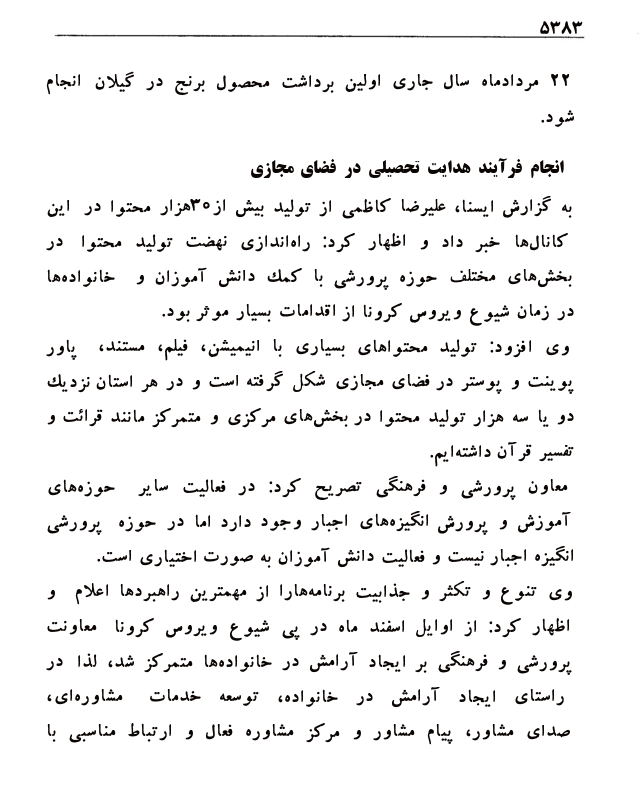 ۵۳۸۳
۲۲ مردادماه سال جاری اولین برداشت محصول برنج در گیلان انجام
شود.
انجام فرآیند هدایت تحصیلی در فضای مجازی
به گزارش ایسنا، علیرضا کاظمی از تولید بیش از۳۰هزار محتوا در این
کانال‌ها خبر داد و اظهار کرد: راه‌اندازی نهضت تولید محتوا در
بخش‌های مختلف حوزه پرورشی با کمك دانش آموزان و خانواده‌ها
در زمان شیوع ویروس کرونا از اقدامات بسیار موثر بود.
وی افزود: تولید محتواهای بسیاری با انیمیشن، فیلم، مستند، پاور
پوینت و پوستر در فضای مجازی شکل گرفته است و در هر استان نزدیك
دو یا سه هزار تولید محتوا در بخش‌های مرکزی و متمرکز مانند قرائت و
تفسیر قرآن داشته‌ایم.
معاون پرورشی و فرهنگی تصریح کرد: در فعالیت سایر حوزه‌های
آموزش و پرورش انگیزه‌های اجبار وجود دارد اما در حوزه پرورشی
انگیزه اجبار نیست و فعالیت دانش آموزان به صورت اختیاری است.
وی تنوع و تکثر و جذابیت برنامه‌هارا از مهمترین راهبردها اعلام و
اظهار کرد: از اوایل اسفند ماه در پی شیوع ویروس کرونا معاونت
پرورشی و فرهنگی بر ایجاد آرامش در خانواده‌ها متمرکز شد، لذا در
راستای ایجاد آرامش در خانواده، توسعه خدمات مشاوره‌ای،
صدای مشاور، پیام مشاور و مرکز مشاوره فعال و ارتباط مناسبی با